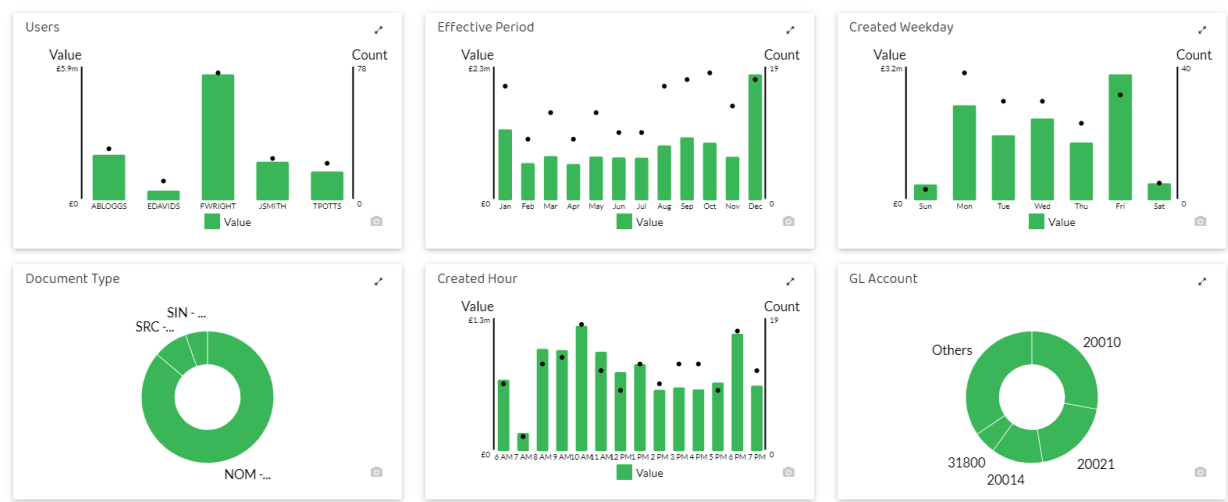 Users
Value
Count
£5.9m
78
£0
0
ABLOGGS
EDAVIDS
FWRIGHT
JSMITH
TPOTTS
Value
Effective Period
Value
Count
£2.3m
19
£0
0
Jan
Feb
Mar
Apr
May
Jun
Jul
Aug
Sep
Oct
Nov
Dec
Value
Created Weekday
Value
Count
£3.2m
40
£0
0
Sun
Mon
Tue
Wed
Thu
Fri
Sat
Value
Document Type
SIN - ...
SRC -...
NOM -...
Created Hour
Value
Count
£1.3m
19
£0
0
6 AM
7 AM
8 AM
9 AM
10 AM
11 AM
12 PM
1 PM
2 PM
3 PM
4 PM
5 PM
6 PM
7 PM
Value
GL Account
Others
20010
31800
20014
20021